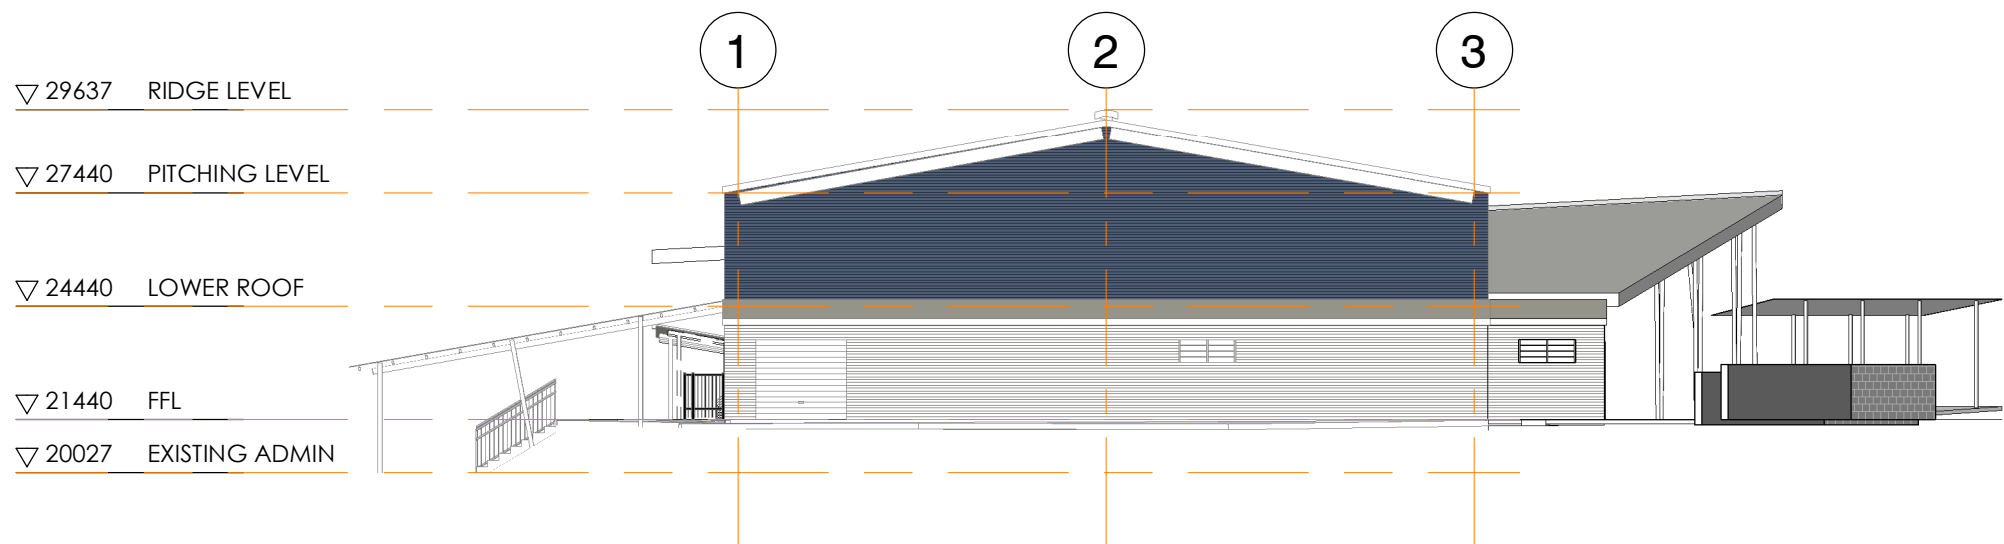 1 2 3
29637 RIDGE LEVEL
27440 PITCHING LEVEL
24440 LOWER ROOF
21440 FFL
20027 EXISTING ADMIN